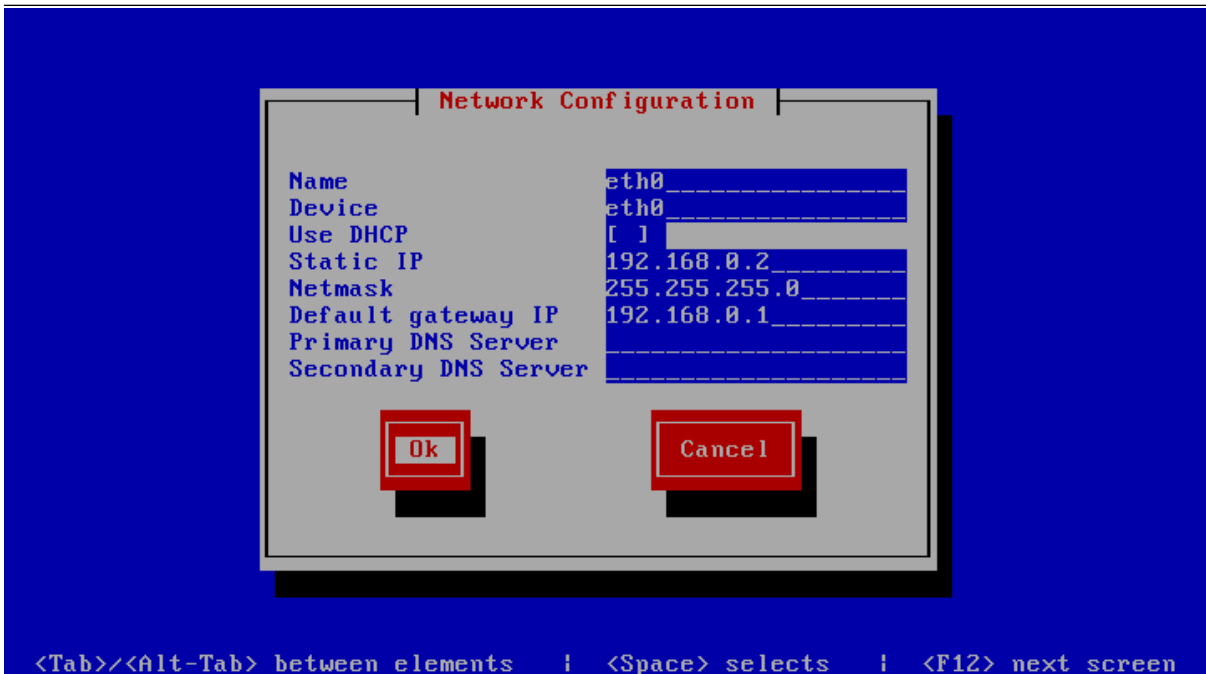 Network Configuration
Name eth0_________________
Device eth0_________________
Use DHCP [ ]
Static IP 192.168.0.2_________
Netmask 255.255.255.0_______
Default gateway IP 192.168.0.1_________
Primary DNS Server ____________________
Secondary DNS Server ____________________
Ok Cancel
<Tab>/<Alt-Tab> between elements | <Space> selects | <F12> next screen